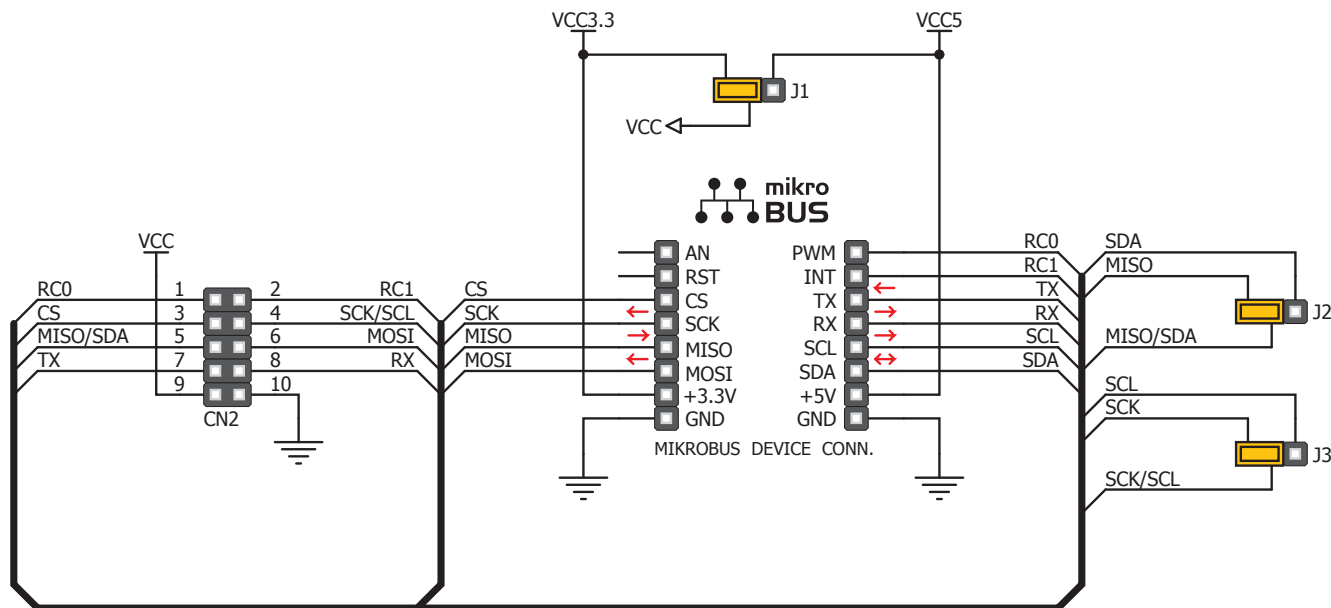 VCC3.3 VCC5
J1
VCC
mikro
BUS
VCC
AN PWM RC0 SDA
RST INT RC1 MISO
RC0 1 2 RC1 CS CS TX TX
CS 3 4 SCK/SCL SCK SCK RX RX J2
MISO/SDA 5 6 MOSI MISO MISO SCL SCL MISO/SDA
TX 7 8 RX MOSI MOSI SDA SDA
9 10 +3.3V +5V SCL
CN2 GND GND SCK
MIKROBUS DEVICE CONN. J3
SCK/SCL